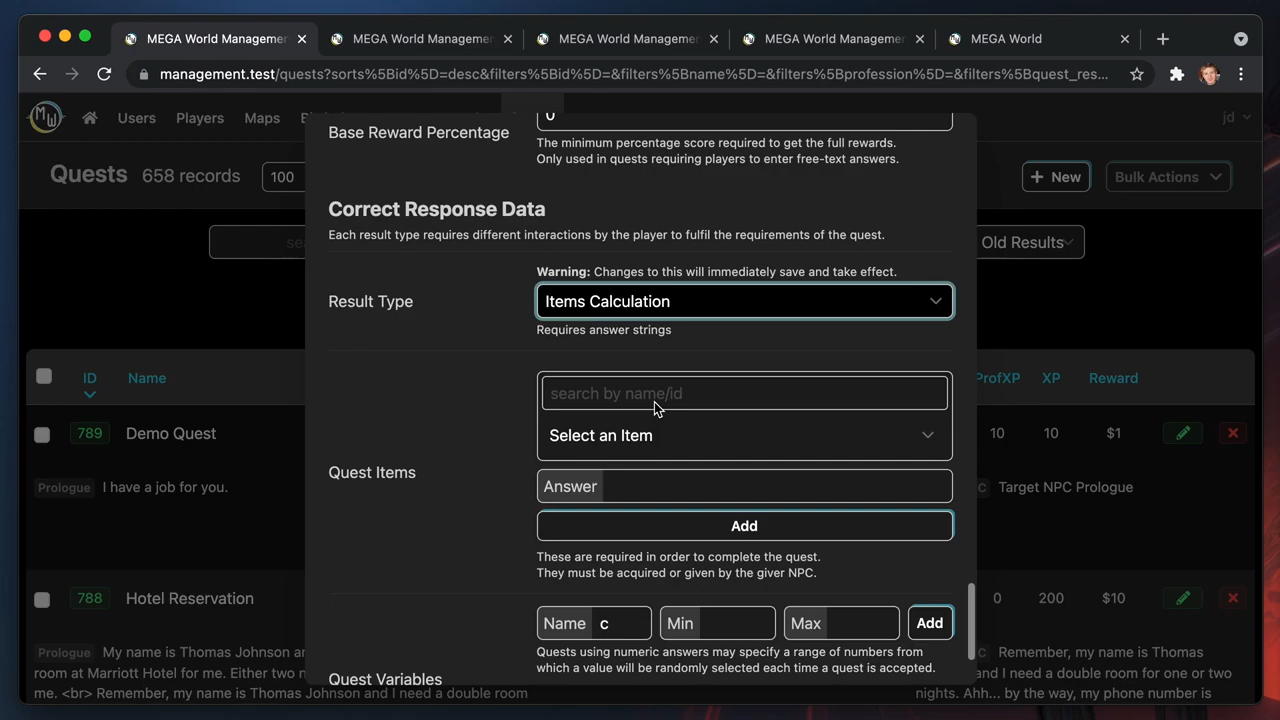 MEGA World Managemen
MEGA World Managemen
MEGA World Managemen
MEGA World Managemen
MEGA World
management.test/quests?sorts%5Bid%5D=desc&filters%5Bid%5D=&filters%5Bname%5D=&filters%5Bprofession%5D=&filters%5Bquest_res...
MW
Users
Players
Maps
jd
Quests
658 records
100
+ New
Bulk Actions
Old Results
Base Reward Percentage
0
The minimum percentage score required to get the full rewards.
Only used in quests requiring players to enter free-text answers.
Correct Response Data
Each result type requires different interactions by the player to fulfil the requirements of the quest.
Warning: Changes to this will immediately save and take effect.
Result Type
Items Calculation
Requires answer strings
search by name/id
Select an Item
Quest Items
Answer
Add
These are required in order to complete the quest.
They must be acquired or given by the giver NPC.
Name c
Min
Max
Add
Quests using numeric answers may specify a range of numbers from
which a value will be randomly selected each time a quest is accepted.
Quest Variables
ID
Name
ProfXP
XP
Reward
789
Demo Quest
10
10
$1
Prologue I have a job for you.
C Target NPC Prologue
788
Hotel Reservation
0
200
$10
Prologue My name is Thomas Johnson an
room at Marriott Hotel for me. Either two n
me. <br> Remember, my name is Thomas Johnson and I need a double room
C Remember, my name is Thomas
and I need a double room for one or two
nights. Ahh... by the way, my phone number is